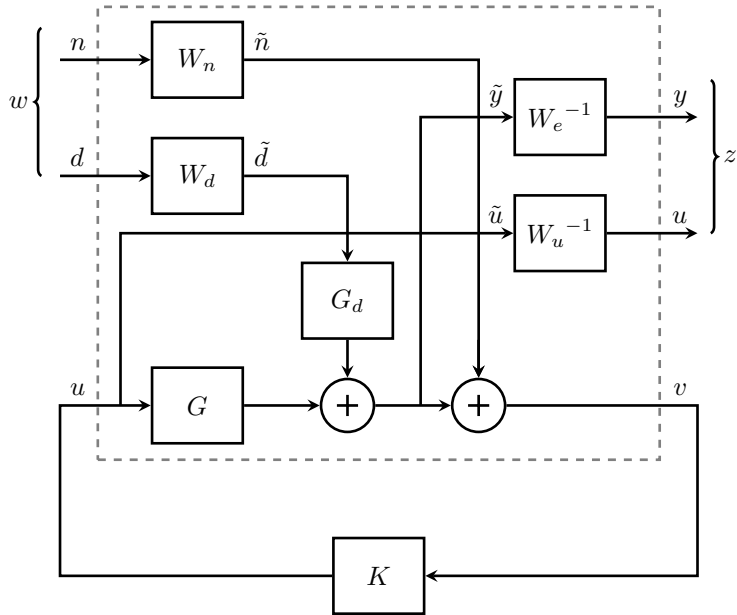 n
W_n
ñ
ỹ
W_e^{-1}
y
w
z
d
W_d
d̃
ũ
W_u^{-1}
u
G_d
u
G
+
+
v
K